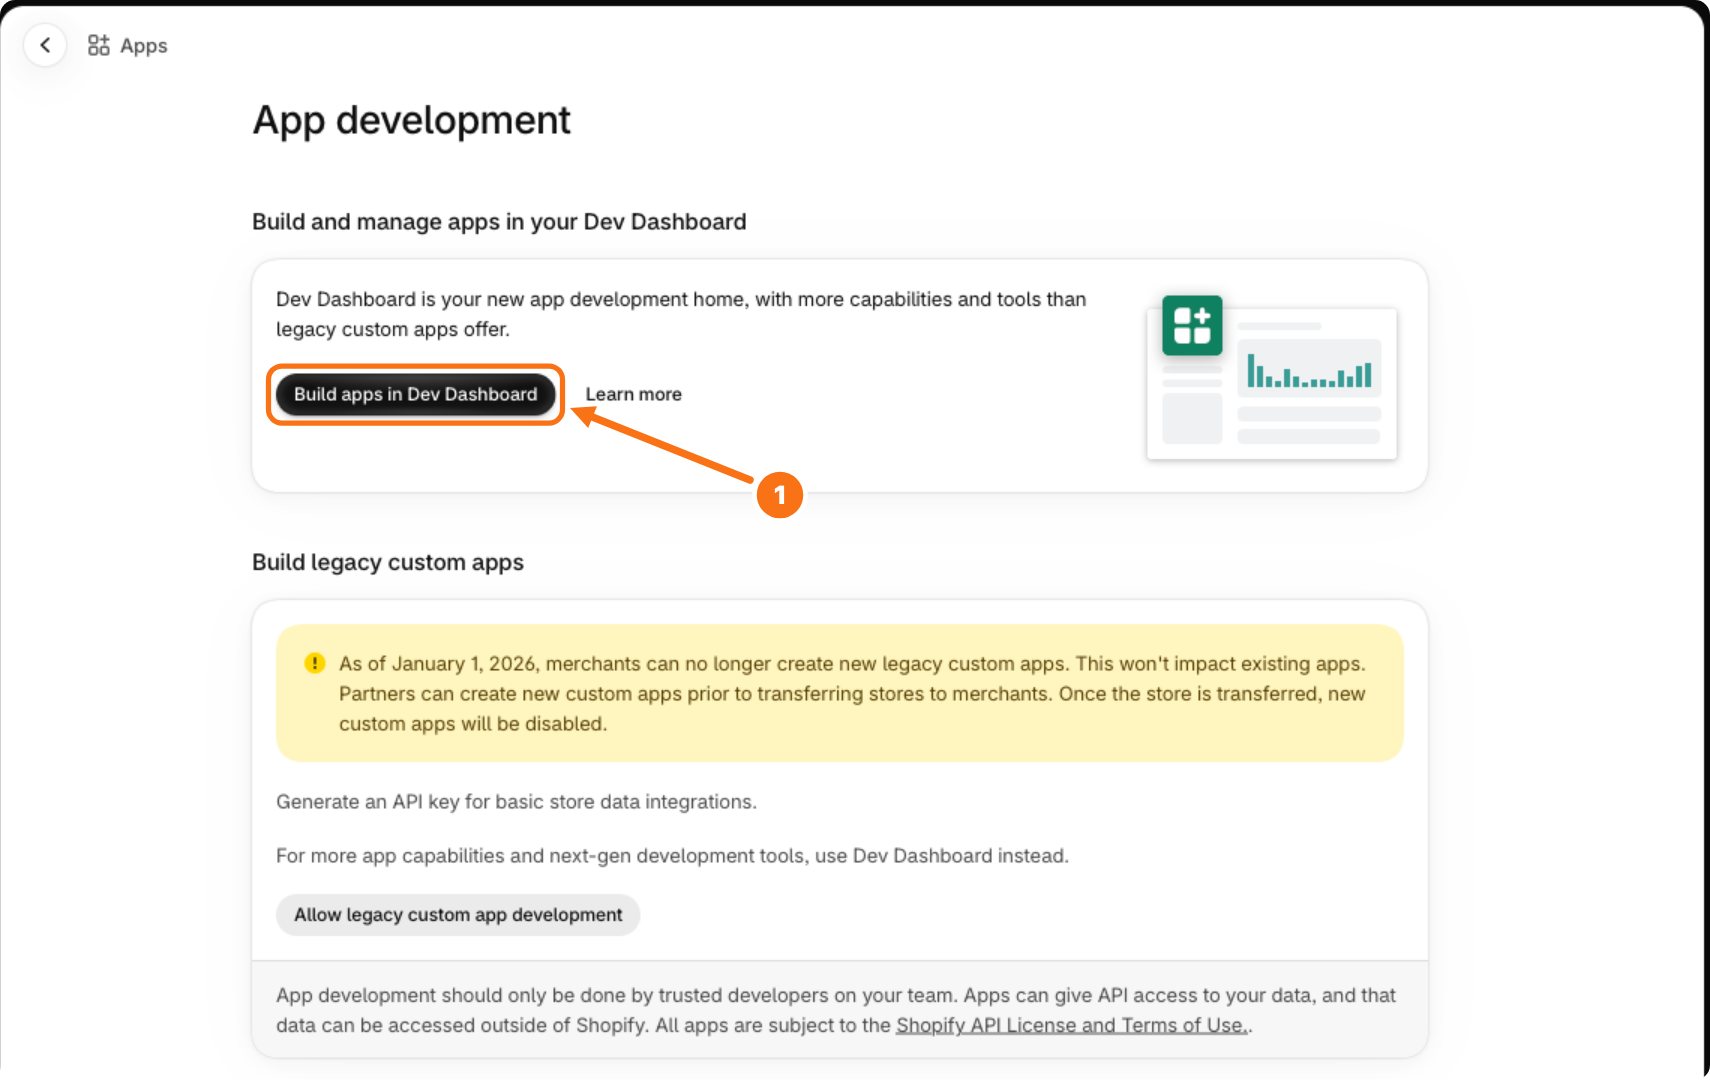 Apps
App development
Build and manage apps in your Dev Dashboard
Dev Dashboard is your new app development home, with more capabilities and tools than
legacy custom apps offer.
Build apps in Dev Dashboard
Learn more
1
Build legacy custom apps
As of January 1, 2026, merchants can no longer create new legacy custom apps. This won't impact existing apps.
Partners can create new custom apps prior to transferring stores to merchants. Once the store is transferred, new
custom apps will be disabled.
Generate an API key for basic store data integrations.
For more app capabilities and next-gen development tools, use Dev Dashboard instead.
Allow legacy custom app development
App development should only be done by trusted developers on your team. Apps can give API access to your data, and that
data can be accessed outside of Shopify. All apps are subject to the Shopify API License and Terms of Use..